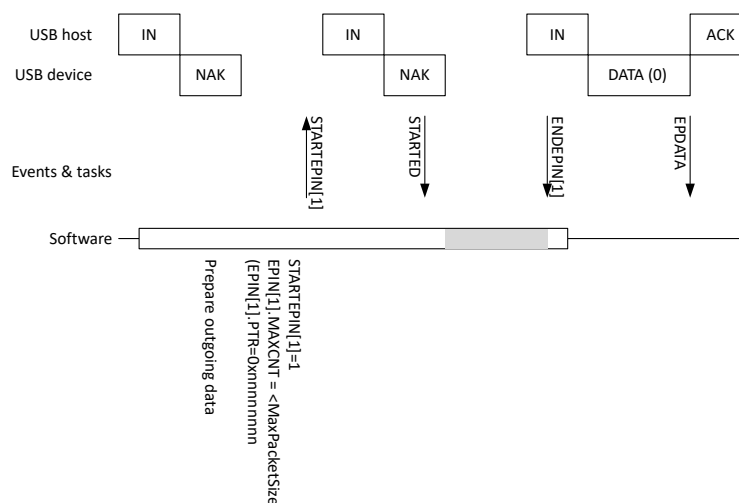 USB host
IN
IN
IN
ACK
USB device
NAK
NAK
DATA (0)
Events & tasks
STARTEPIN[1]
STARTED
ENDEPIN[1]
EPDATA
Software
Prepare outgoing data
(EPIN[1].PTR=0xnnnnnnnn
EPIN[1].MAXCNT = <MaxPacketSize
STARTEPIN[1]=1